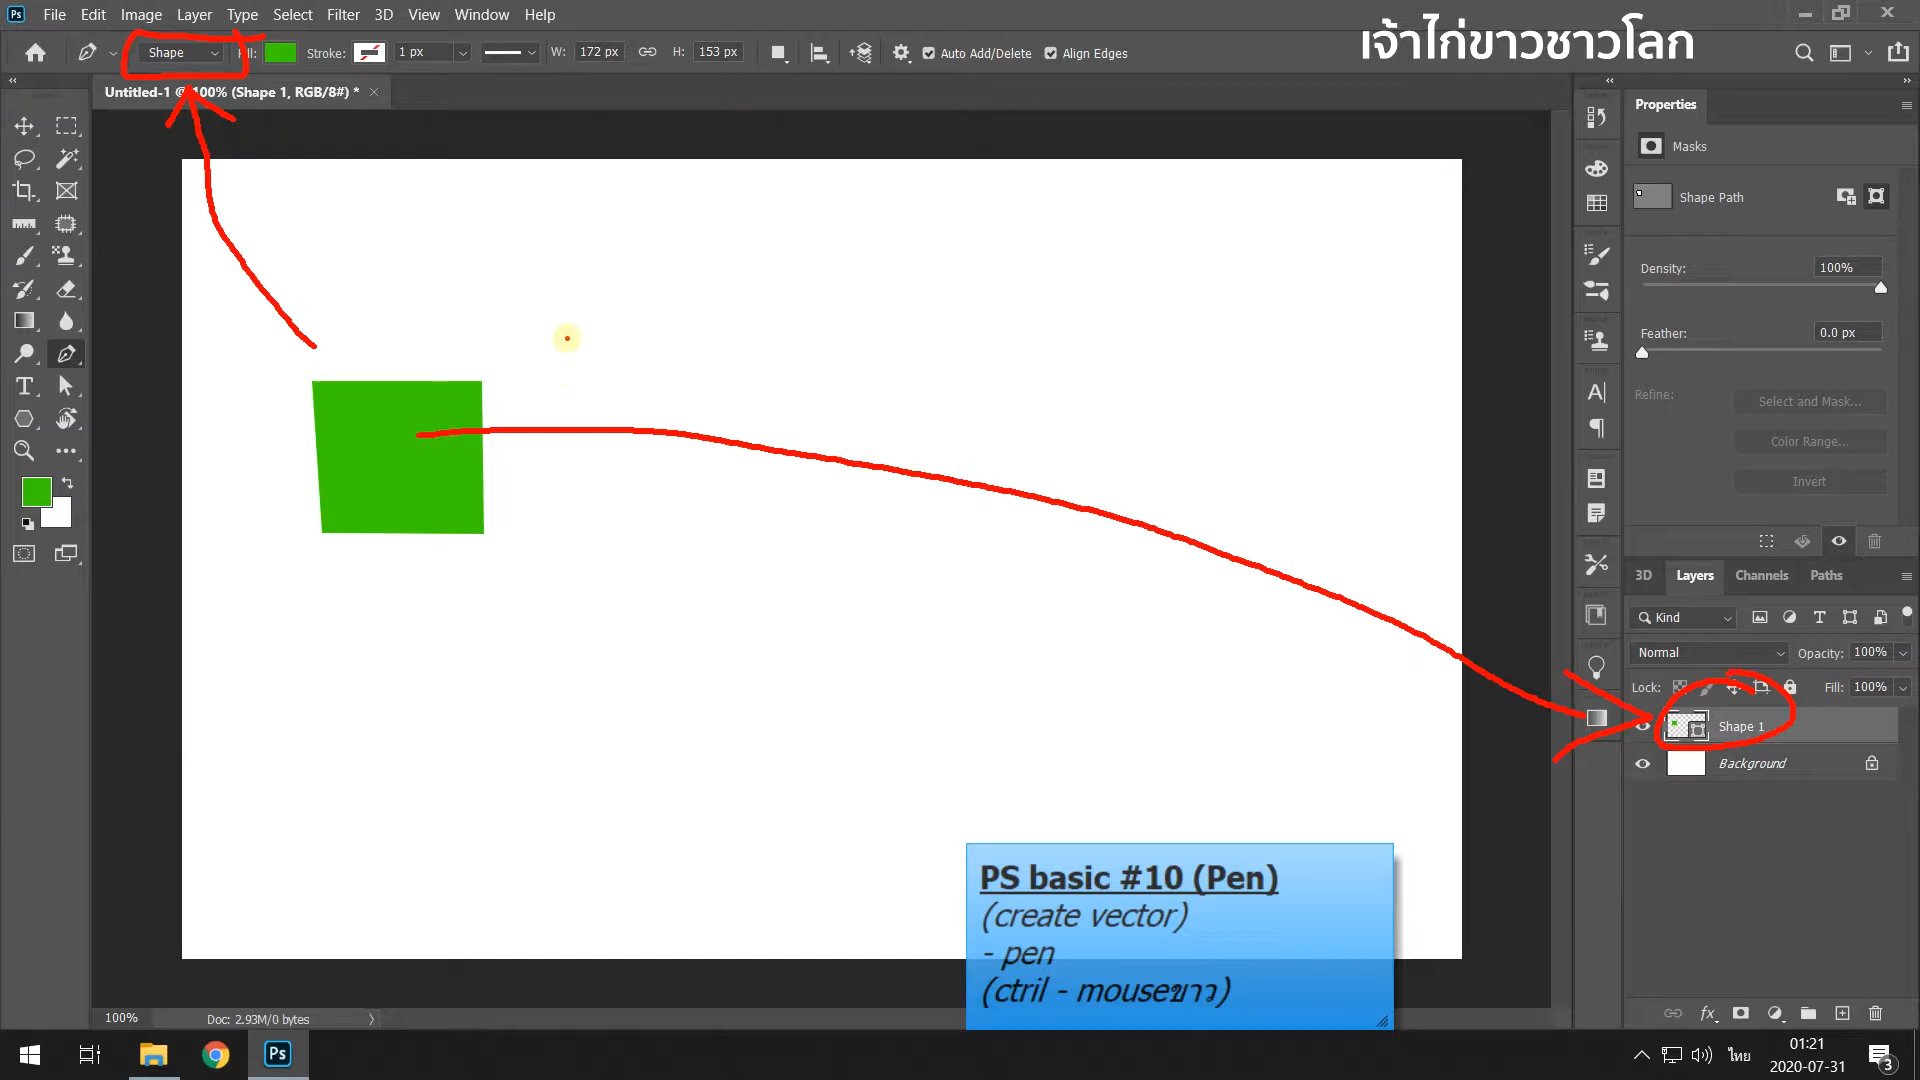 Ps File Edit Image Layer Type Select Filter 3D View Window Help
Shape Fill: Stroke: 1 px W: 172 px H: 153 px Auto Add/Delete Align Edges
เจ้าไก่ขาวชาวโลก
Untitled-1 @ 100% (Shape 1, RGB/8#) *
Properties
Masks
Shape Path
Density: 100%
Feather: 0.0 px
Refine: Select and Mask...
Color Range...
Invert
3D Layers Channels Paths
Kind
Normal Opacity: 100%
Lock: Fill: 100%
Shape 1
Background
PS basic #10 (Pen)
(create vector)
- pen
(ctril - mouseขาว)
100% Doc: 2.93M/0 bytes
Ps ไทย 01:21
2020-07-31
3